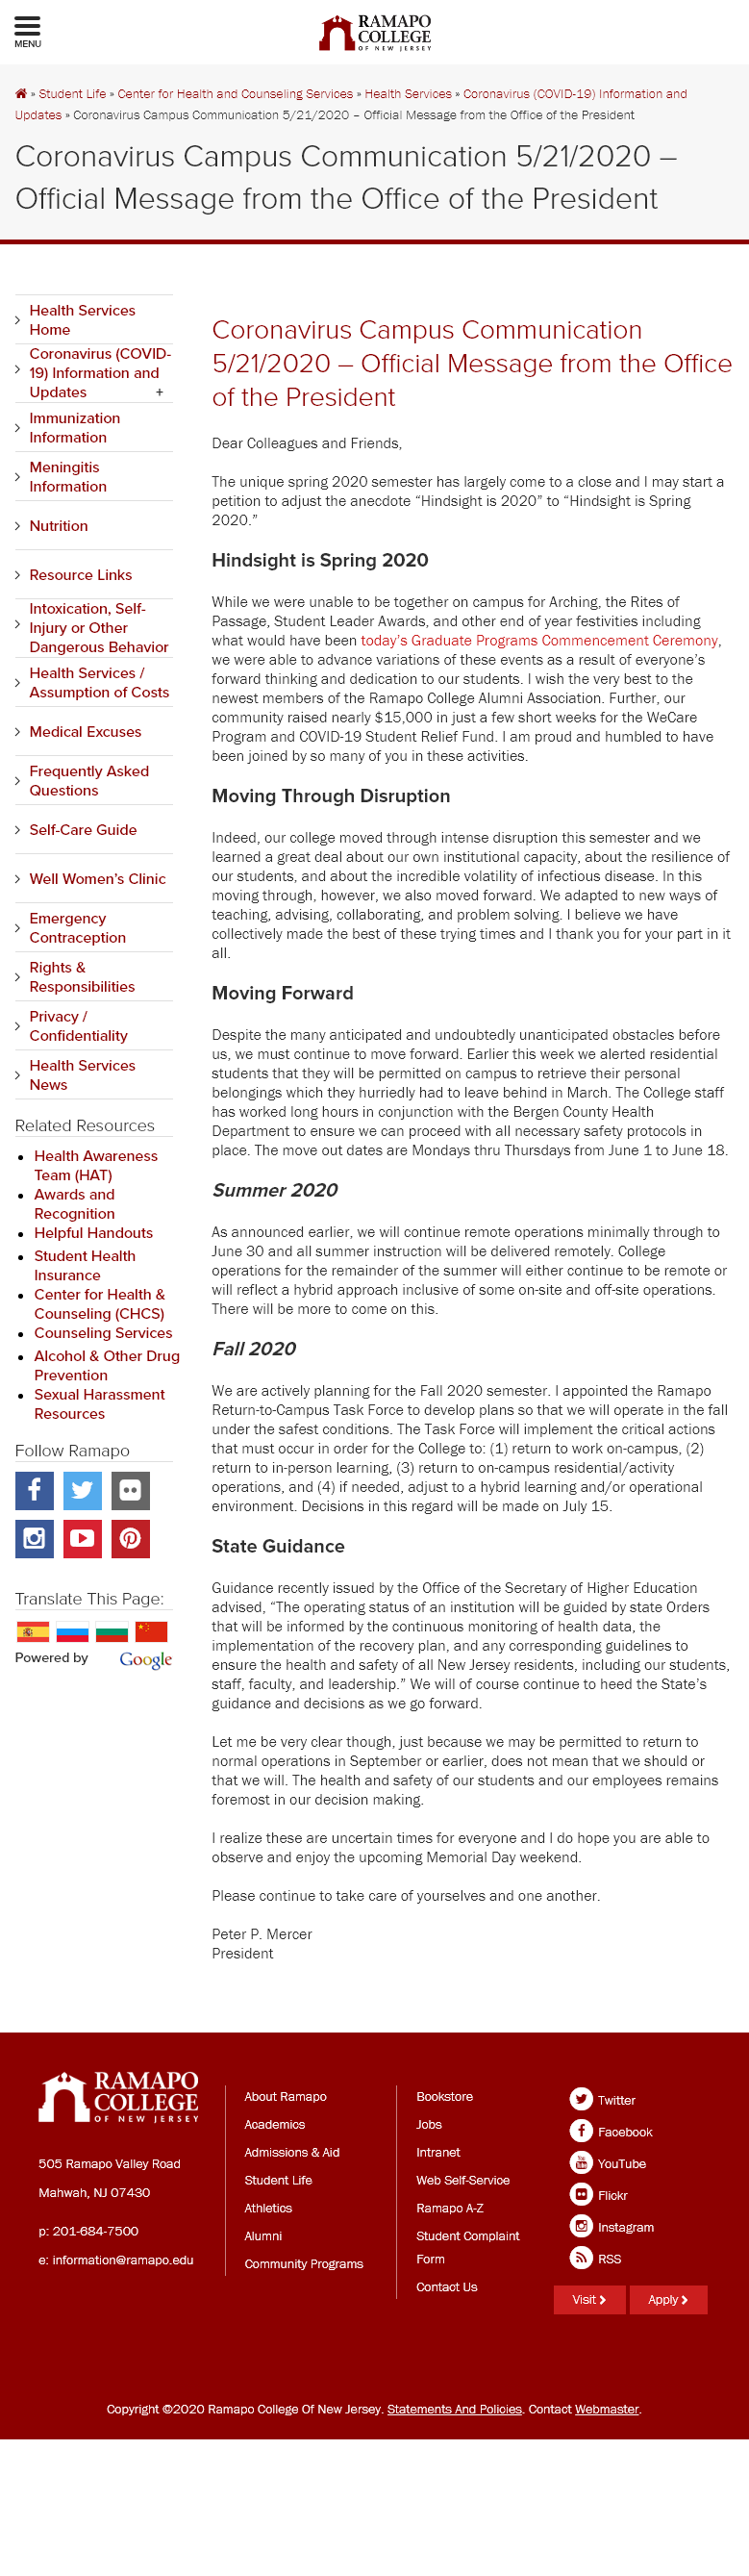 MENU
RAMAPO
COLLEGE
OF NEW JERSEY
» Student Life » Center for Health and Counseling Services » Health Services » Coronavirus (COVID-19) Information and
Updates » Coronavirus Campus Communication 5/21/2020 – Official Message from the Office of the President
Coronavirus Campus Communication 5/21/2020 –
Official Message from the Office of the President
Health Services
Home
Coronavirus (COVID-
19) Information and
Updates +
Immunization
Information
Meningitis
Information
Nutrition
Resource Links
Intoxication, Self-
Injury or Other
Dangerous Behavior
Health Services /
Assumption of Costs
Medical Excuses
Frequently Asked
Questions
Self-Care Guide
Well Women's Clinic
Emergency
Contraception
Rights &
Responsibilities
Privacy /
Confidentiality
Health Services
News
Related Resources
Health Awareness
Team (HAT)
Awards and
Recognition
Helpful Handouts
Student Health
Insurance
Center for Health &
Counseling (CHCS)
Counseling Services
Alcohol & Other Drug
Prevention
Sexual Harassment
Resources
Follow Ramapo
Translate This Page:
Powered by Google
Coronavirus Campus Communication
5/21/2020 – Official Message from the Office
of the President
Dear Colleagues and Friends,
The unique spring 2020 semester has largely come to a close and I may start a
petition to adjust the anecdote “Hindsight is 2020” to “Hindsight is Spring
2020.”
Hindsight is Spring 2020
While we were unable to be together on campus for Arching, the Rites of
Passage, Student Leader Awards, and other end of year festivities including
what would have been today’s Graduate Programs Commencement Ceremony,
we were able to advance variations of these events as a result of everyone’s
forward thinking and dedication to our students. I wish the very best to the
newest members of the Ramapo College Alumni Association. Further, our
community raised nearly $15,000 in just a few short weeks for the WeCare
Program and COVID-19 Student Relief Fund. I am proud and humbled to have
been joined by so many of you in these activities.
Moving Through Disruption
Indeed, our college moved through intense disruption this semester and we
learned a great deal about our own institutional capacity, about the resilience of
our students, and about the incredible volatility of infectious disease. In this
moving through, however, we also moved forward. We adapted to new ways of
teaching, advising, collaborating, and problem solving. I believe we have
collectively made the best of these trying times and I thank you for your part in it
all.
Moving Forward
Despite the many anticipated and undoubtedly unanticipated obstacles before
us, we must continue to move forward. Earlier this week we alerted residential
students that they will be permitted on campus to retrieve their personal
belongings which they hurriedly had to leave behind in March. The College staff
has worked long hours in conjunction with the Bergen County Health
Department to ensure we can proceed with all necessary safety protocols in
place. The move out dates are Mondays thru Thursdays from June 1 to June 18.
Summer 2020
As announced earlier, we will continue remote operations minimally through to
June 30 and all summer instruction will be delivered remotely. College
operations for the remainder of the summer will either continue to be remote or
will reflect a hybrid approach inclusive of some on-site and off-site operations.
There will be more to come on this.
Fall 2020
We are actively planning for the Fall 2020 semester. I appointed the Ramapo
Return-to-Campus Task Force to develop plans so that we will operate in the fall
under the safest conditions. The Task Force will implement the critical actions
that must occur in order for the College to: (1) return to work on-campus, (2)
return to in-person learning, (3) return to on-campus residential/activity
operations, and (4) if needed, adjust to a hybrid learning and/or operational
environment. Decisions in this regard will be made on July 15.
State Guidance
Guidance recently issued by the Office of the Secretary of Higher Education
advised, “The operating status of an institution will be guided by state Orders
that will be informed by the continuous monitoring of health data, the
implementation of the recovery plan, and any corresponding guidelines to
ensure the health and safety of all New Jersey residents, including our students,
staff, faculty, and leadership.” We will of course continue to heed the State’s
guidance and decisions as we go forward.
Let me be very clear though, just because we may be permitted to return to
normal operations in September or earlier, does not mean that we should or
that we will. The health and safety of our students and our employees remains
foremost in our decision making.
I realize these are uncertain times for everyone and I do hope you are able to
observe and enjoy the upcoming Memorial Day weekend.
Please continue to take care of yourselves and one another.
Peter P. Mercer
President
RAMAPO
COLLEGE
OF NEW JERSEY
505 Ramapo Valley Road
Mahwah, NJ 07430
p: 201-684-7500
e: information@ramapo.edu
About Ramapo
Academics
Admissions & Aid
Student Life
Athletics
Alumni
Community Programs
Bookstore
Jobs
Intranet
Web Self-Service
Ramapo A-Z
Student Complaint
Form
Contact Us
Twitter
Facebook
YouTube
Flickr
Instagram
RSS
Visit
Apply
Copyright ©2020 Ramapo College Of New Jersey. Statements And Policies. Contact Webmaster.